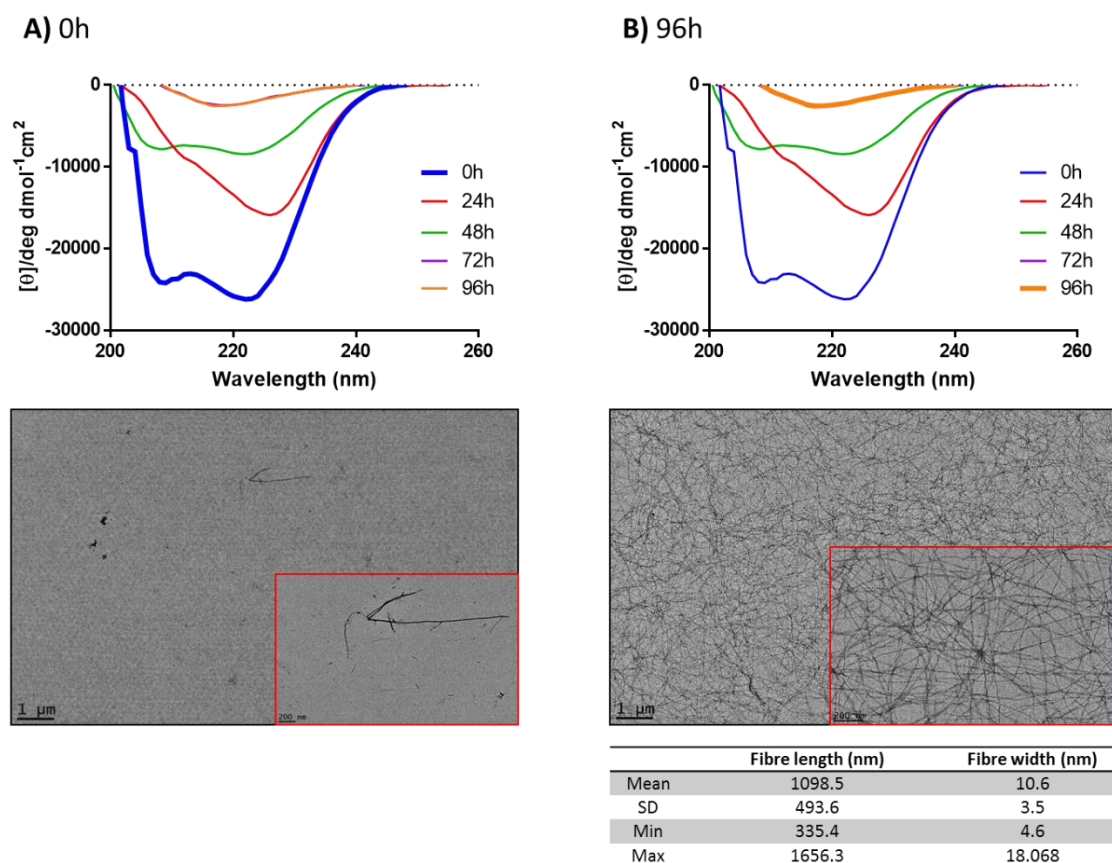 A) 0h
0
-10000
-20000
-30000
[θ]/deg dmol-1cm2
200 220 240 260
Wavelength (nm)
0h
24h
48h
72h
96h
1 µm
200 nm
B) 96h
0
-10000
-20000
-30000
[θ]/deg dmol-1cm2
200 220 240 260
Wavelength (nm)
0h
24h
48h
72h
96h
1 µm
200 nm
Fibre length (nm) Fibre width (nm)
Mean 1098.5 10.6
SD 493.6 3.5
Min 335.4 4.6
Max 1656.3 18.068